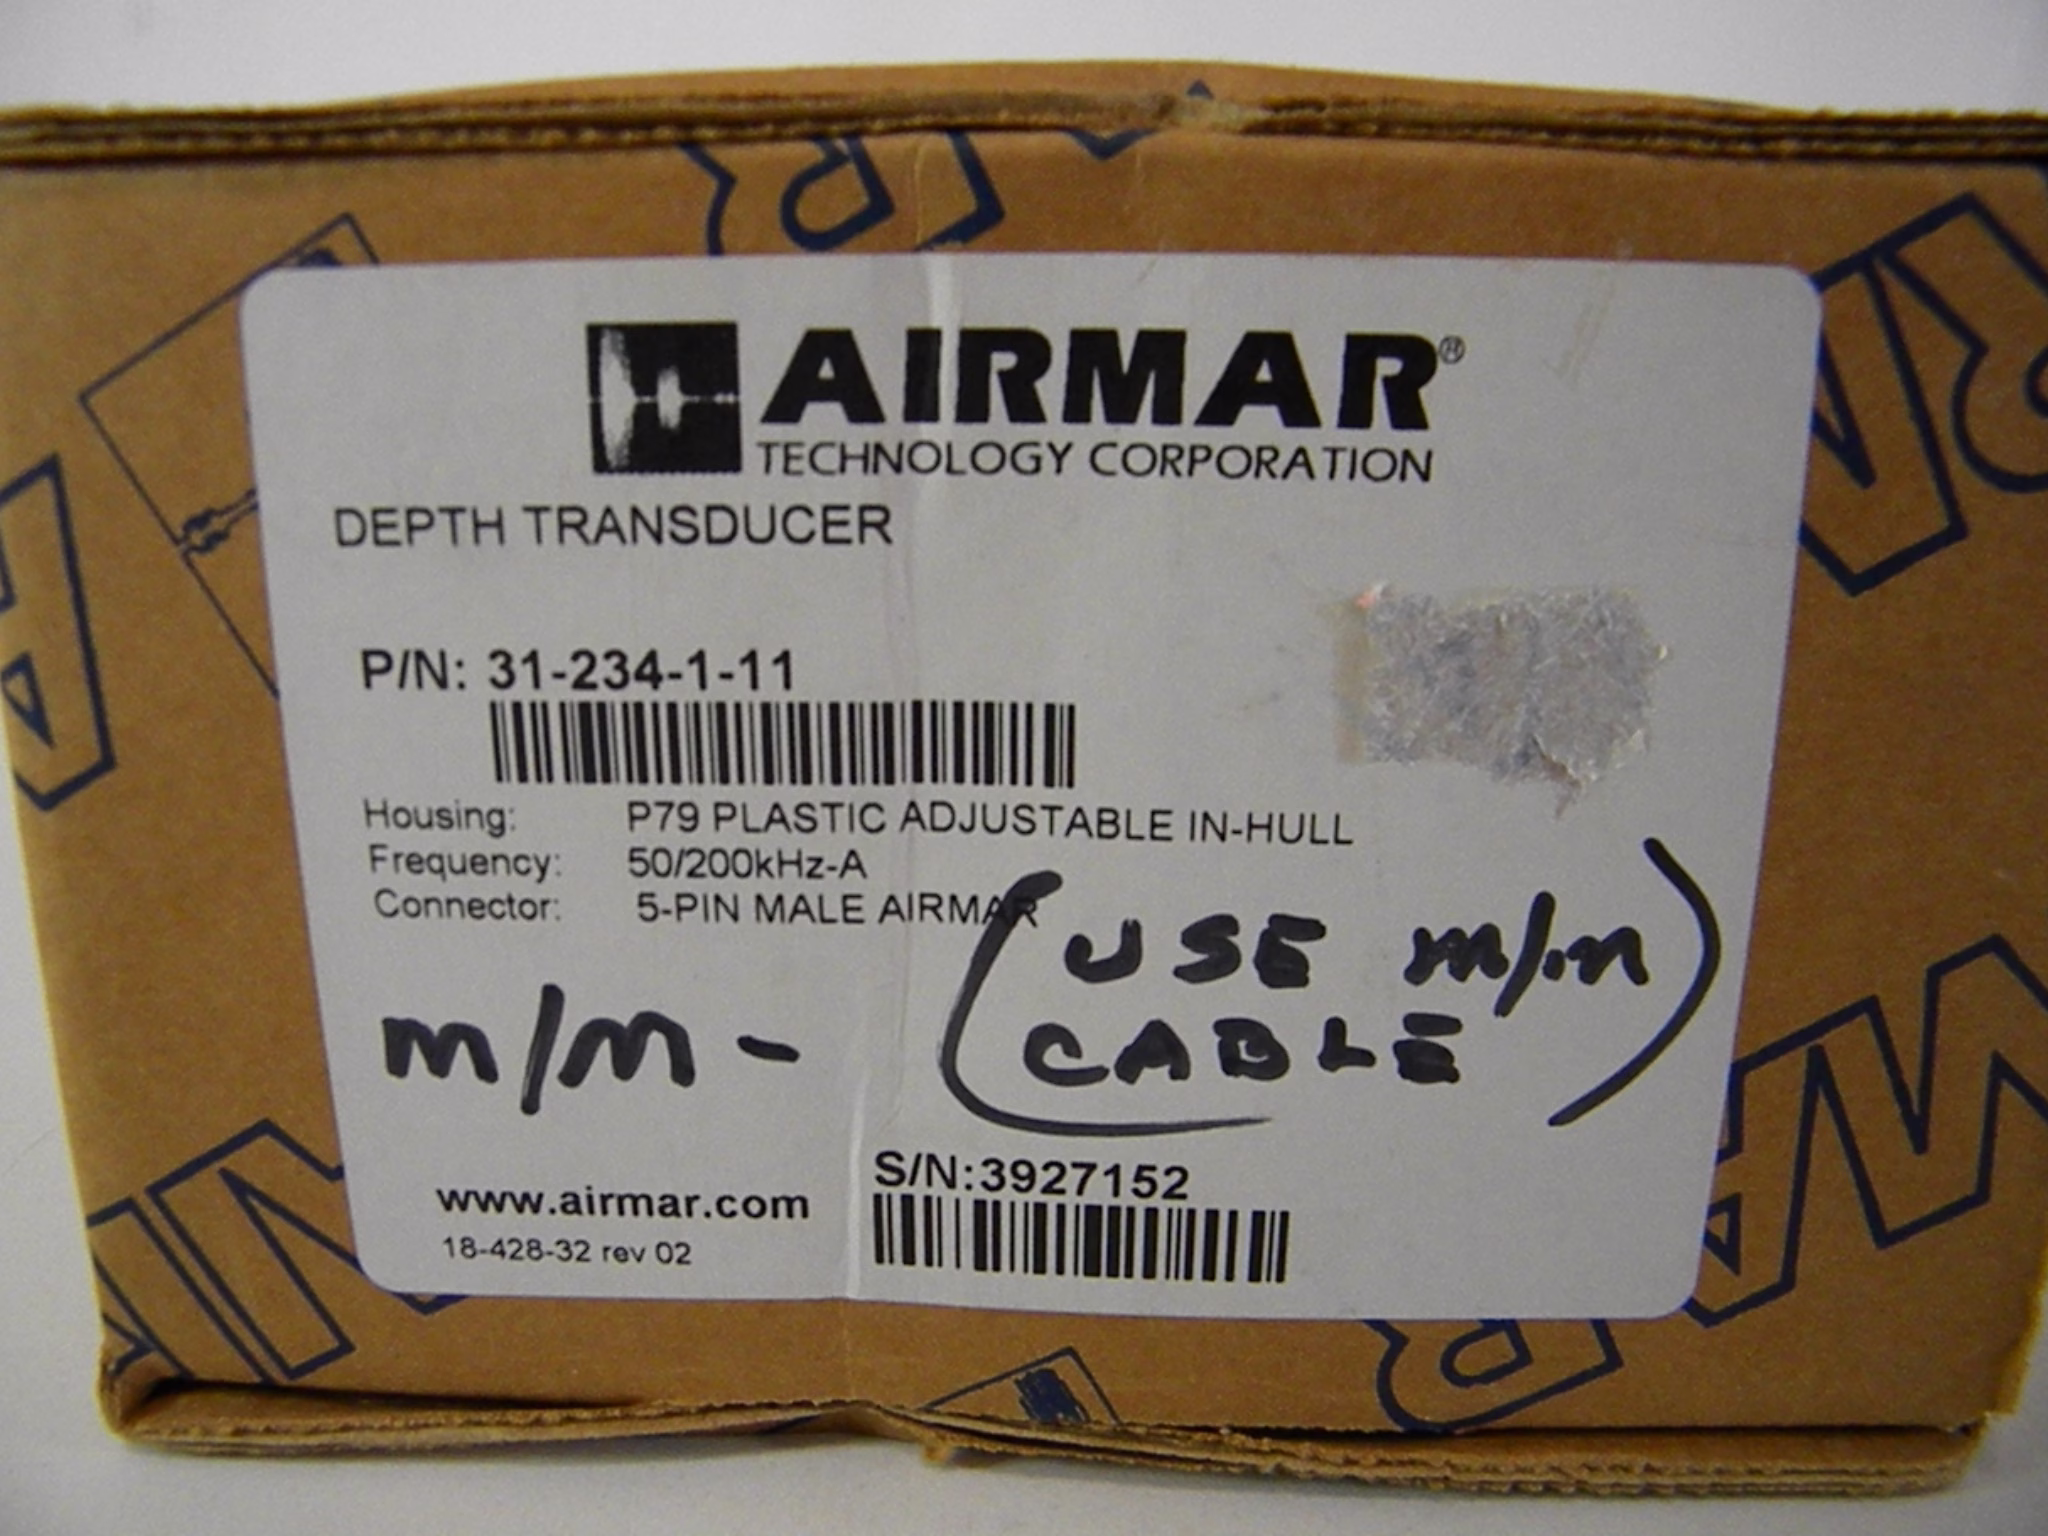 AIRMAR®
TECHNOLOGY CORPORATION
DEPTH TRANSDUCER
P/N: 31-234-1-11
Housing: P79 PLASTIC ADJUSTABLE IN-HULL
Frequency: 50/200kHz-A
Connector: 5-PIN MALE AIRMAR
(USE m/m
CABLE)
m/m -
S/N:3927152
www.airmar.com
18-428-32 rev 02